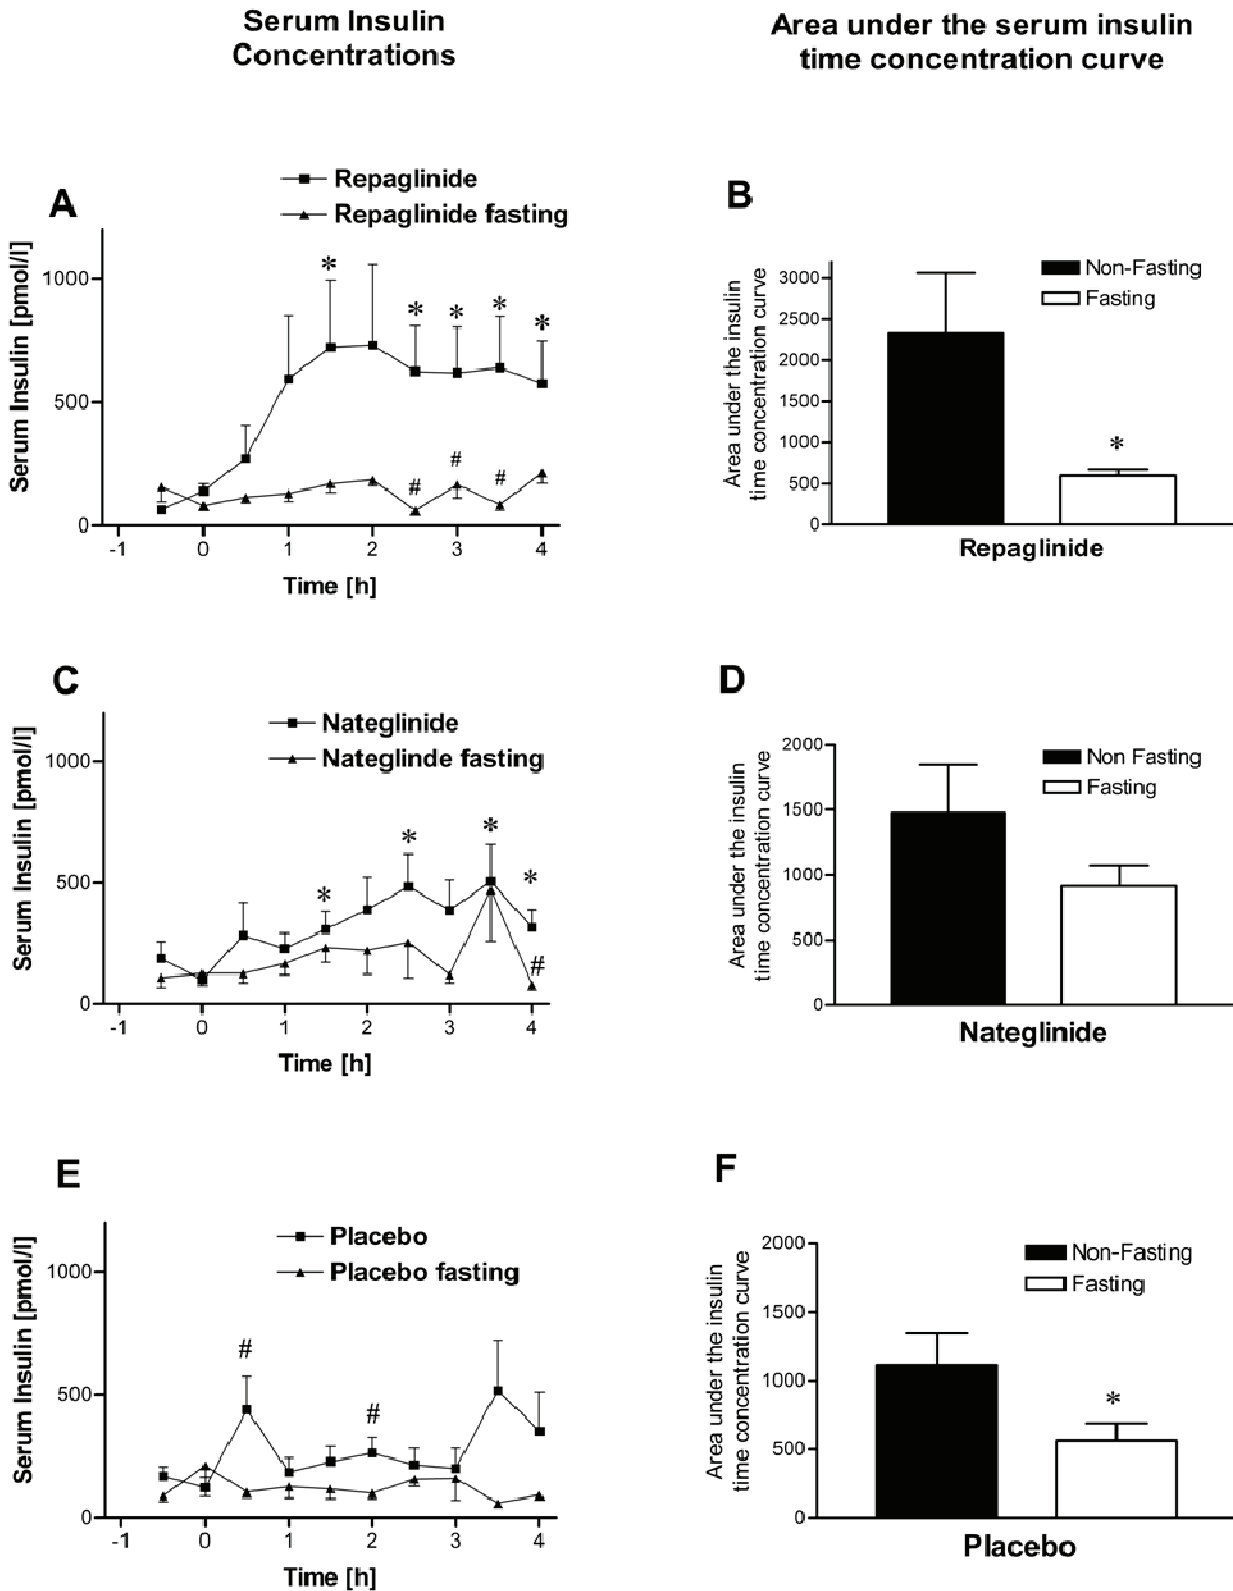 Serum Insulin
Concentrations
Area under the serum insulin
time concentration curve
A
Repaglinide
Repaglinide fasting
Serum Insulin [pmol/l]
1000
500
0
* * * * *
# # #
-1 0 1 2 3 4
Time [h]
B
Non-Fasting
Fasting
Area under the insulin
time concentration curve
3000
2500
2000
1500
1000
500
0
*
Repaglinide
C
Nateglinide
Nateglinde fasting
Serum Insulin [pmol/l]
1000
500
0
* * * *
#
-1 0 1 2 3 4
Time [h]
D
Non Fasting
Fasting
Area under the insulin
time concentration curve
2000
1500
1000
500
0
Nateglinide
E
Placebo
Placebo fasting
Serum Insulin [pmol/l]
1000
500
0
# #
-1 0 1 2 3 4
Time [h]
F
Non-Fasting
Fasting
Area under the insulin
time concentration curve
2000
1500
1000
500
0
*
Placebo